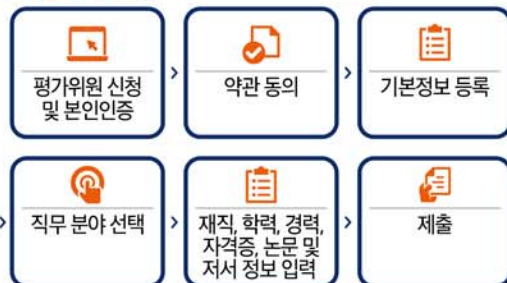 평가위원 신청
및 본인인증
약관 동의
기본정보 등록
직무 분야 선택
재직, 학력, 경력,
자격증, 논문 및
저서 정보 입력
제출